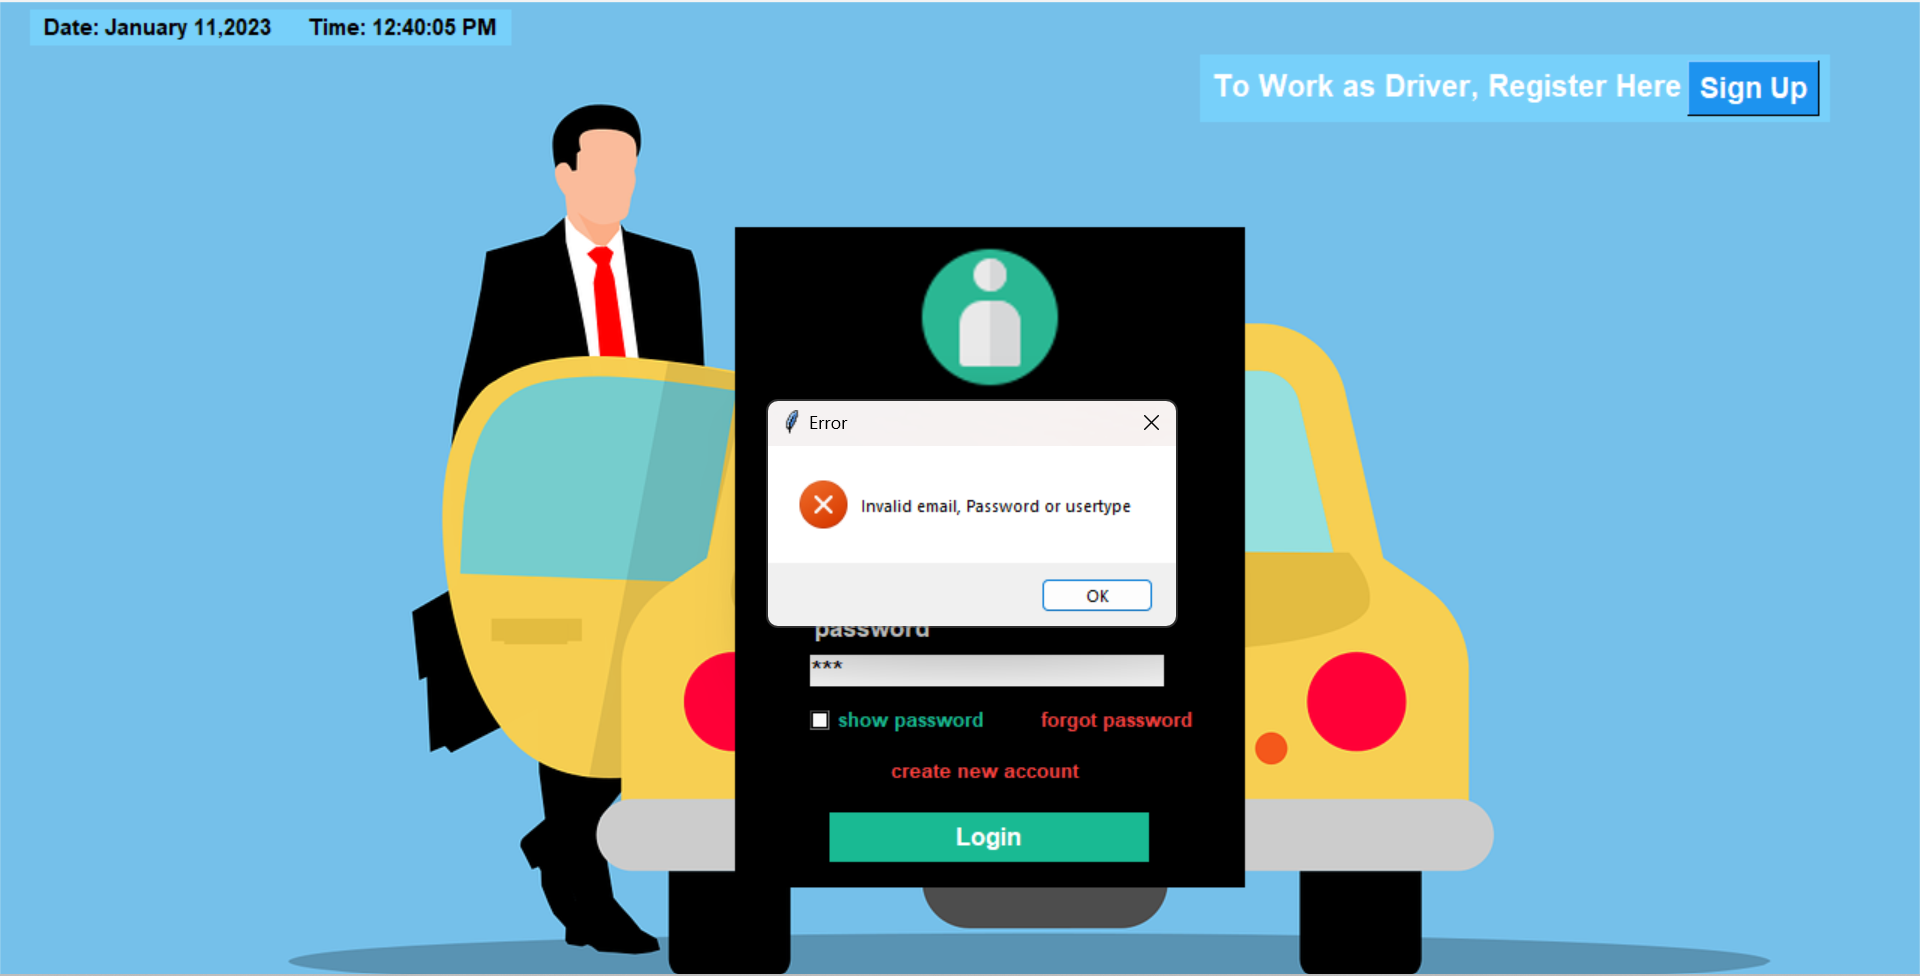 Date: January 11,2023 Time: 12:40:05 PM
To Work as Driver, Register Here Sign Up
Error
Invalid email, Password or usertype
OK
password
***
show password forgot password
create new account
Login